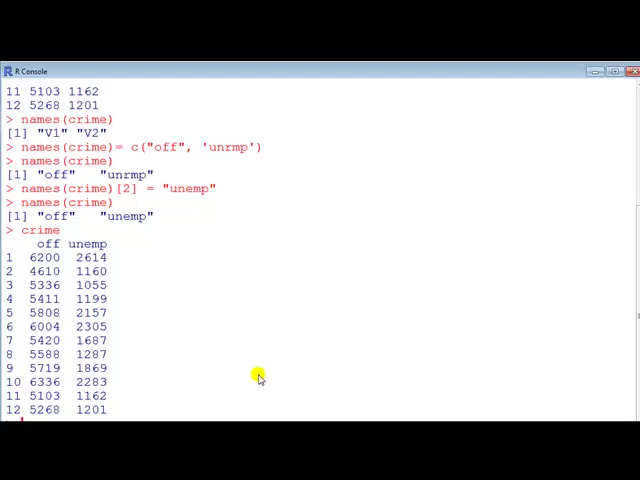 R Console
11 5103 1162
12 5268 1201
> names(crime)
[1] "V1" "V2"
> names(crime)= c("off", 'unrmp')
> names(crime)
[1] "off"   "unrmp"
> names(crime)[2] = "unemp"
> names(crime)
[1] "off"   "unemp"
> crime
    off unemp
1  6200  2614
2  4610  1160
3  5336  1055
4  5411  1199
5  5808  2157
6  6004  2305
7  5420  1687
8  5588  1287
9  5719  1869
10 6336  2283
11 5103  1162
12 5268  1201